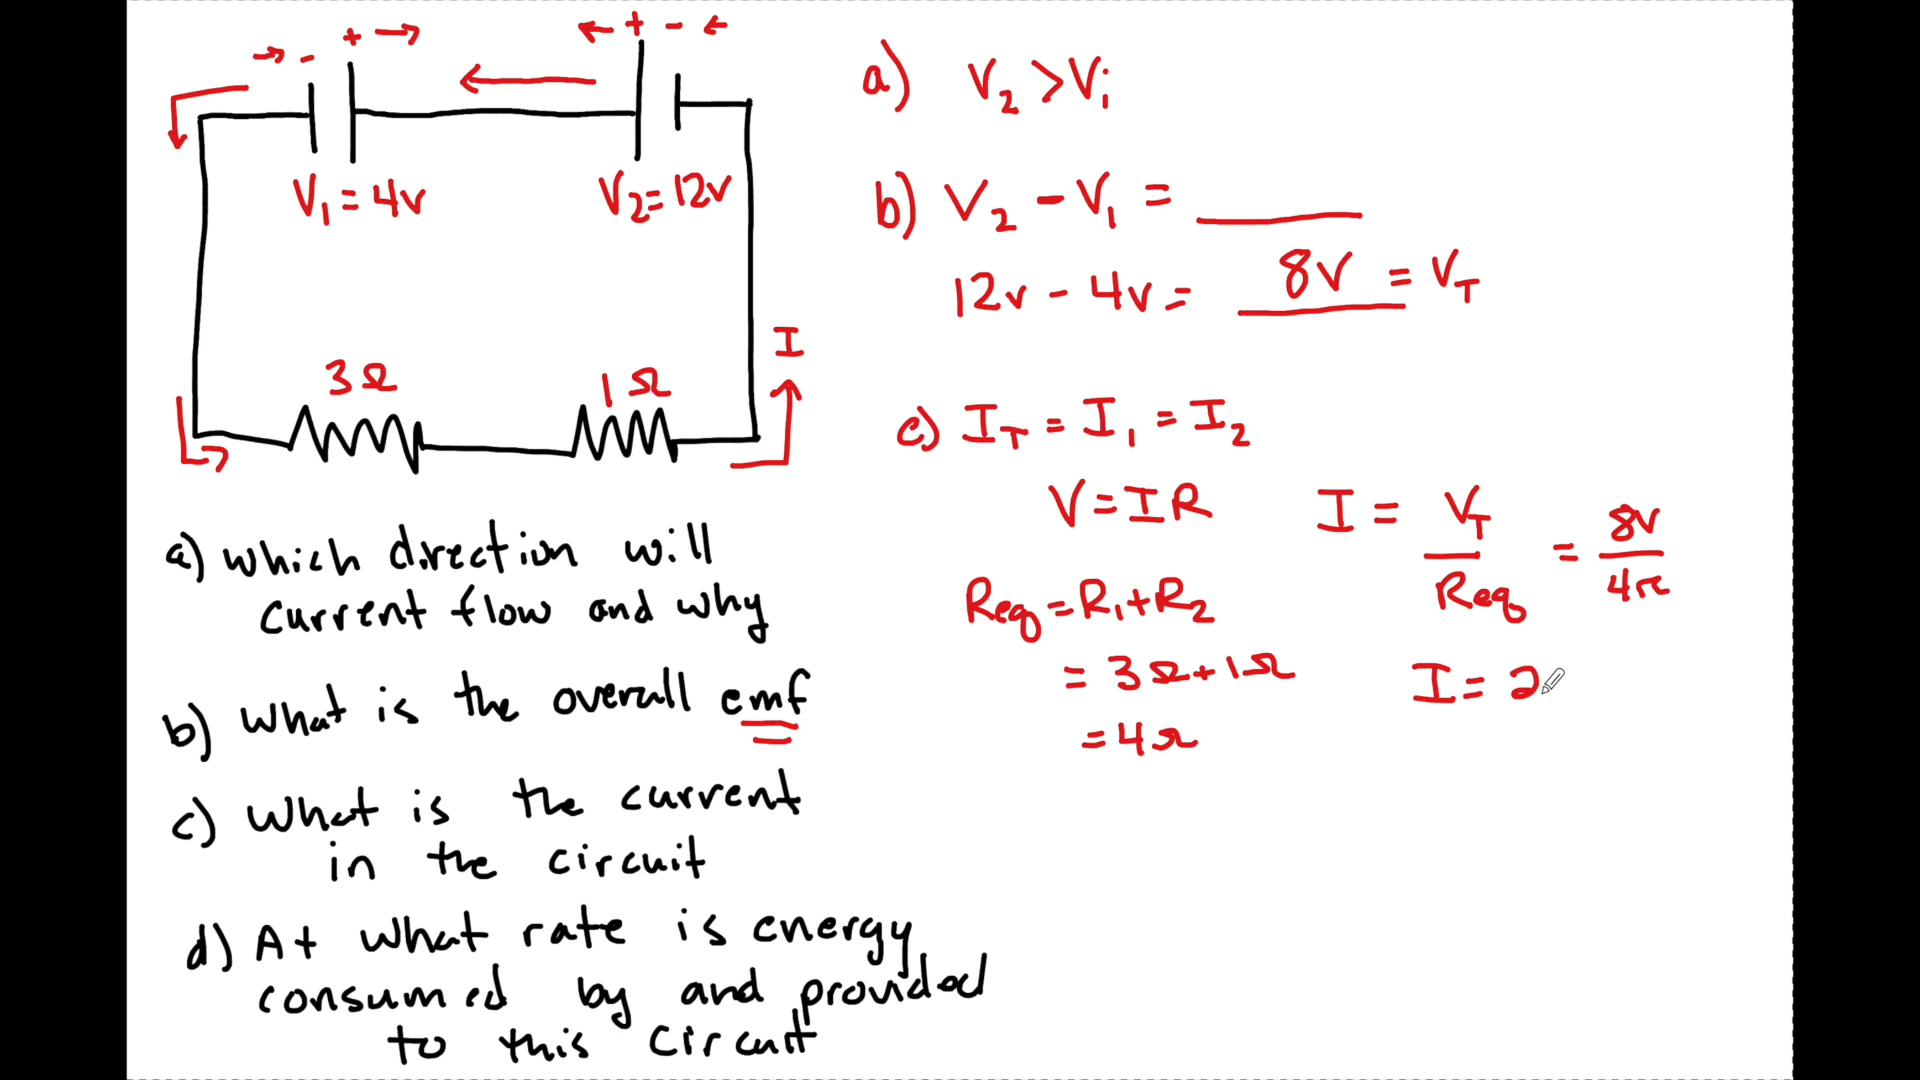 - + + -
V₁ = 4v V₂ = 12v
I
3Ω 1Ω
a) which direction will
current flow and why
b) What is the overall emf
c) What is the current
in the circuit
d) At what rate is energy
consumed by and provided
to this circuit
a) V₂ > V₁
b) V₂ - V₁ = ____
12v - 4v = 8V = V_T
c) I_T = I₁ = I₂
V = IR I = V_T / Req = 8V / 4Ω
Req = R₁ + R₂
= 3Ω + 1Ω I = 2
= 4Ω